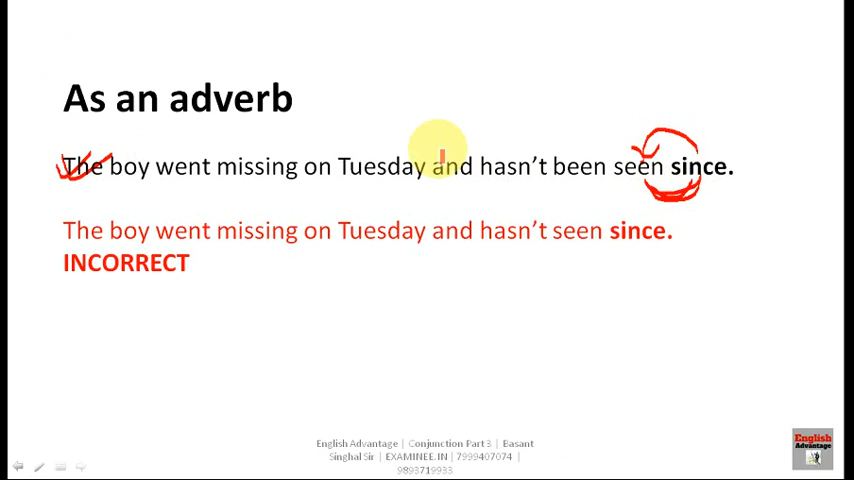 As an adverb
The boy went missing on Tuesday and hasn't been seen since.
The boy went missing on Tuesday and hasn't seen since.
INCORRECT
English Advantage | Conjunction Part 3 | Basant
Singhal Sir | EXAMINEE.IN | 7999407074 |
9893719933
English
Advantage